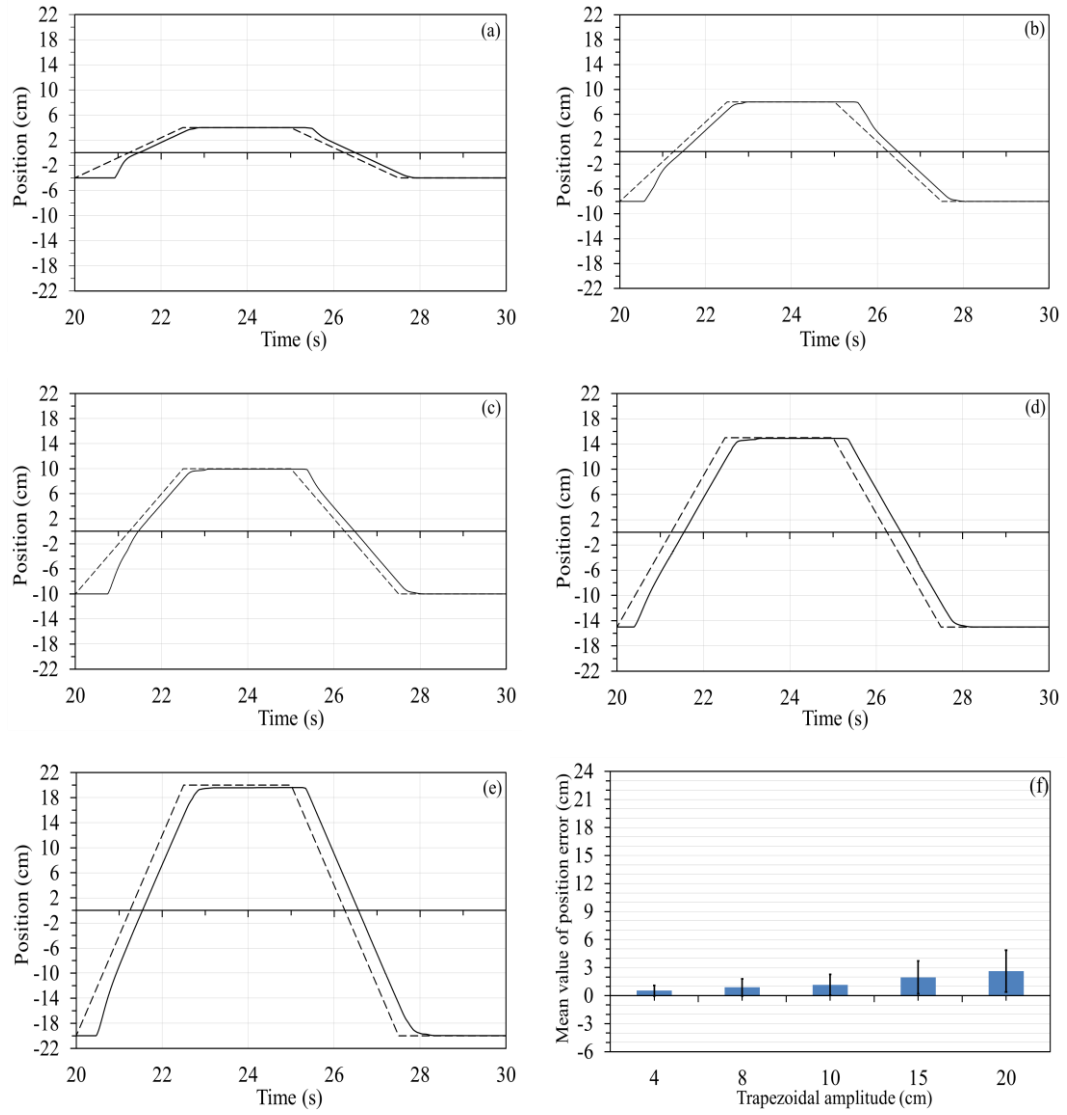 (a)
Position (cm)
22
18
14
10
6
2
-2
-6
-10
-14
-18
-22
20 22 24 26 28 30
Time (s)
(b)
Position (cm)
22
18
14
10
6
2
-2
-6
-10
-14
-18
-22
20 22 24 26 28 30
Time (s)
(c)
Position (cm)
22
18
14
10
6
2
-2
-6
-10
-14
-18
-22
20 22 24 26 28 30
Time (s)
(d)
Position (cm)
22
18
14
10
6
2
-2
-6
-10
-14
-18
-22
20 22 24 26 28 30
Time (s)
(e)
Position (cm)
22
18
14
10
6
2
-2
-6
-10
-14
-18
-22
20 22 24 26 28 30
Time (s)
(f)
Mean value of position error (cm)
24
21
18
15
12
9
6
3
0
-3
-6
4 8 10 15 20
Trapezoidal amplitude (cm)